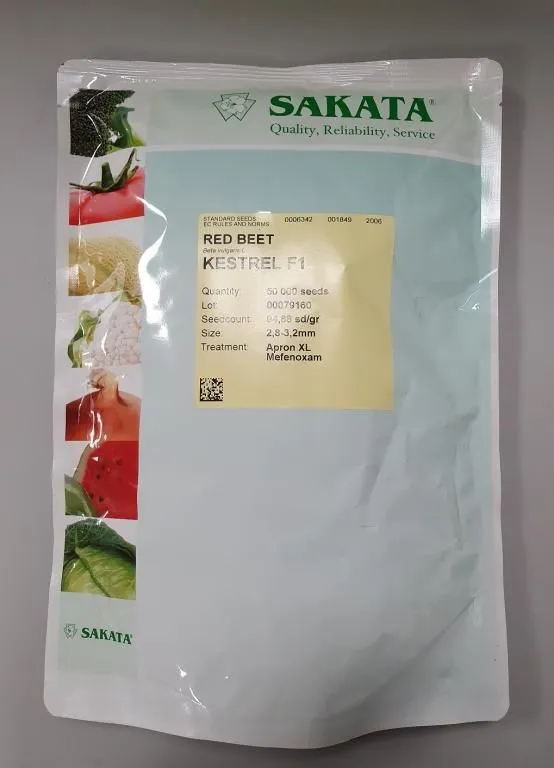 SAKATA®
Quality, Reliability, Service
STANDARD SEEDS 0006342 001849 2006
EC RULES AND NORMS
RED BEET
Beta vulgaris L.
KESTREL F1
Quantity: 50 000 seeds
Lot: 00079160
Seedcount: 64,88 sd/gr
Size: 2,8-3,2mm
Treatment: Apron XL
Mefenoxam
SAKATA®